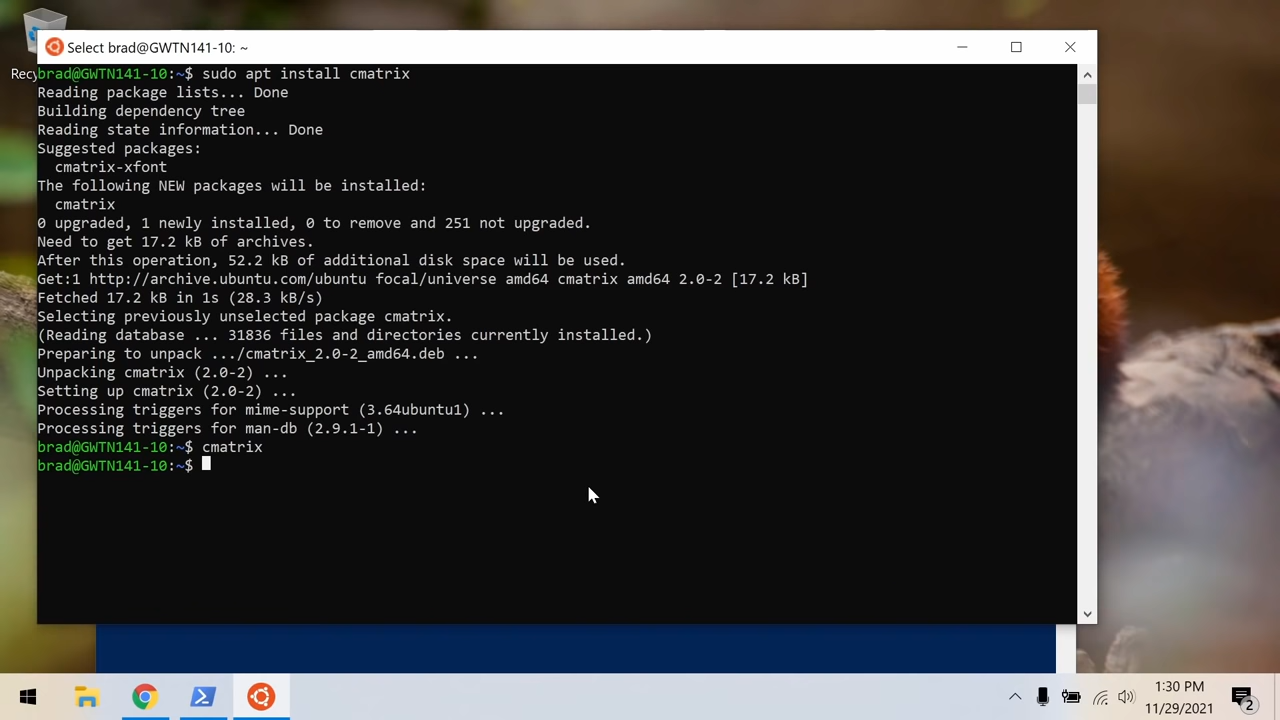 Recy
Select brad@GWTN141-10: ~
brad@GWTN141-10:~$ sudo apt install cmatrix
Reading package lists... Done
Building dependency tree
Reading state information... Done
Suggested packages:
  cmatrix-xfont
The following NEW packages will be installed:
  cmatrix
0 upgraded, 1 newly installed, 0 to remove and 251 not upgraded.
Need to get 17.2 kB of archives.
After this operation, 52.2 kB of additional disk space will be used.
Get:1 http://archive.ubuntu.com/ubuntu focal/universe amd64 cmatrix amd64 2.0-2 [17.2 kB]
Fetched 17.2 kB in 1s (28.3 kB/s)
Selecting previously unselected package cmatrix.
(Reading database ... 31836 files and directories currently installed.)
Preparing to unpack .../cmatrix_2.0-2_amd64.deb ...
Unpacking cmatrix (2.0-2) ...
Setting up cmatrix (2.0-2) ...
Processing triggers for mime-support (3.64ubuntu1) ...
Processing triggers for man-db (2.9.1-1) ...
brad@GWTN141-10:~$ cmatrix
brad@GWTN141-10:~$
1:30 PM
11/29/2021
2